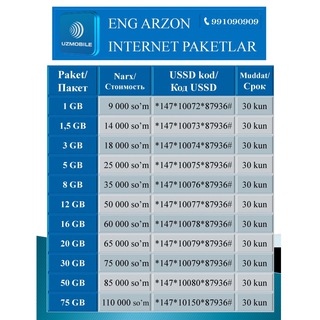 UZMOBILE
ENG ARZON 📞991090909
INTERNET PAKETLAR
Paket/ Narx/ USSD kod/ Muddat/
Пакет Стоимость Код USSD Срок
1 GB 9 000 so'm *147*10072*87936# 30 kun
1,5 GB 14 000 so'm *147*10073*87936# 30 kun
3 GB 18 000 so'm *147*10074*87936# 30 kun
5 GB 25 000 so'm *147*10075*87936# 30 kun
8 GB 35 000 so'm *147*10076*87936# 30 kun
12 GB 50 000 so'm *147*10077*87936# 30 kun
16 GB 60 000 so'm *147*10078*87936# 30 kun
20 GB 65 000 so'm *147*10079*87936# 30 kun
30 GB 75 000 so'm *147*10079*87936# 30 kun
50 GB 85 000 so'm *147*10080*87936# 30 kun
75 GB 110 000 so'm *147*10150*87936# 30 kun